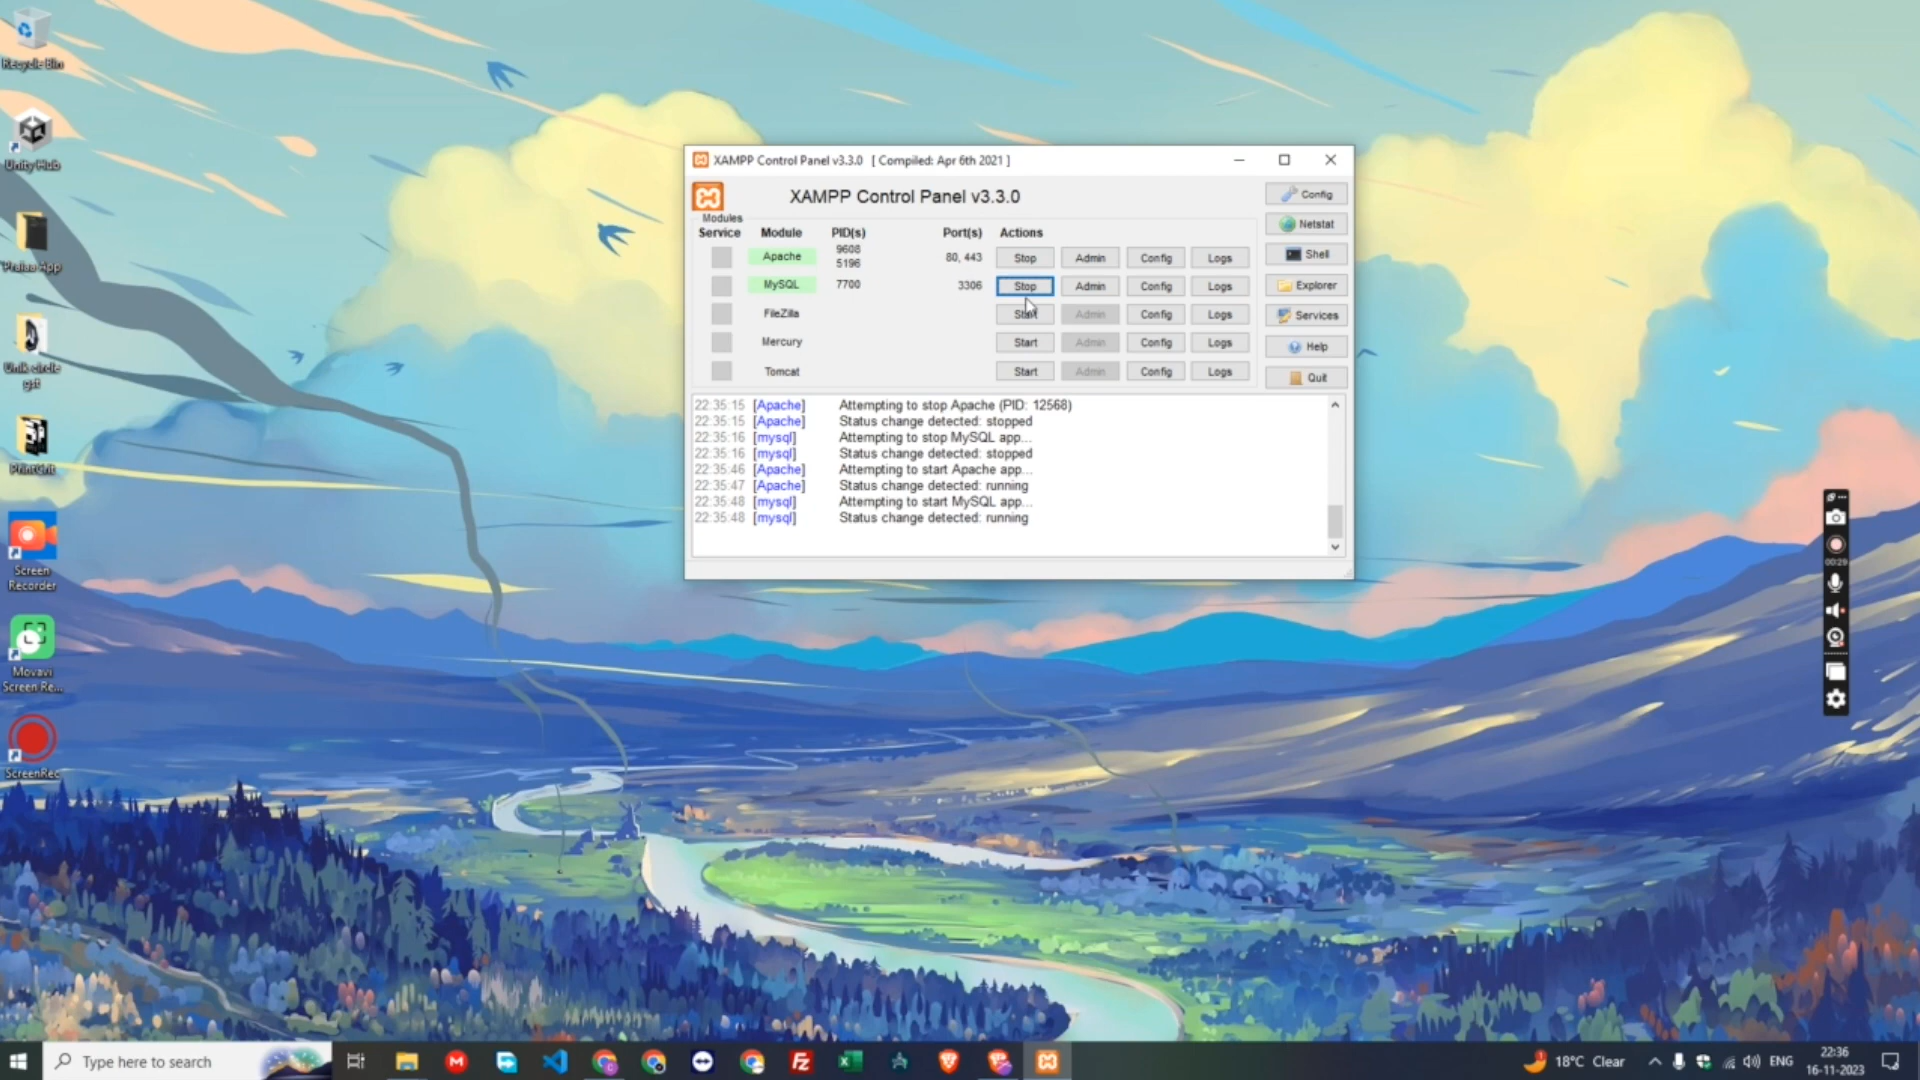 Recycle Bin
Unity Hub
Unik circle
gst
PrintCrit
Screen
Recorder
Movavi
Screen Re...
ScreenRec
XAMPP Control Panel v3.3.0 [ Compiled: Apr 6th 2021 ]
XAMPP Control Panel v3.3.0
Config
Modules
Service Module PID(s) Port(s) Actions
Netstat
Apache 9608 5196 80, 443 Stop Admin Config Logs
Shell
MySQL 7700 3306 Stop Admin Config Logs
Explorer
FileZilla Start Admin Config Logs
Services
Mercury Start Admin Config Logs
Help
Tomcat Start Admin Config Logs
Quit
22:35:15 [Apache] Attempting to stop Apache (PID: 12568)
22:35:15 [Apache] Status change detected: stopped
22:35:16 [mysql] Attempting to stop MySQL app...
22:35:16 [mysql] Status change detected: stopped
22:35:46 [Apache] Attempting to start Apache app...
22:35:47 [Apache] Status change detected: running
22:35:48 [mysql] Attempting to start MySQL app...
22:35:48 [mysql] Status change detected: running
00:29
Type here to search
18°C Clear
ENG
22:36
16-11-2023